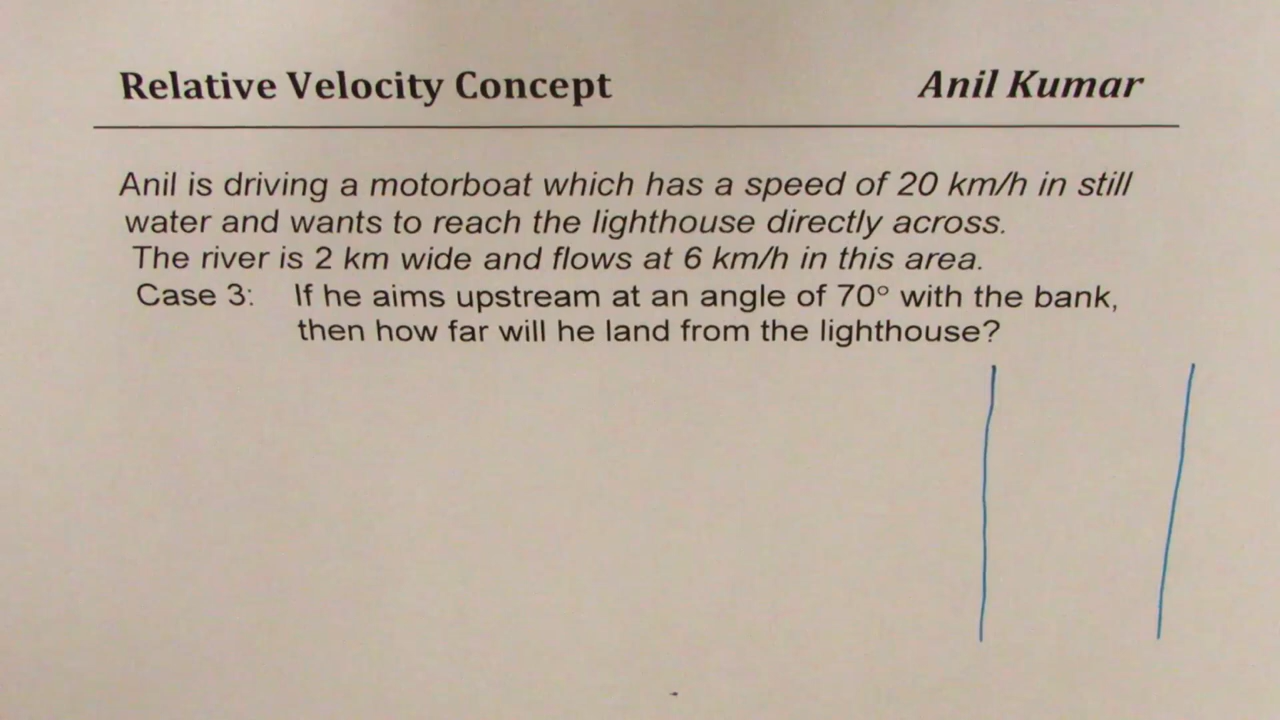 Relative Velocity Concept Anil Kumar
Anil is driving a motorboat which has a speed of 20 km/h in still
water and wants to reach the lighthouse directly across.
The river is 2 km wide and flows at 6 km/h in this area.
Case 3: If he aims upstream at an angle of 70° with the bank,
then how far will he land from the lighthouse?